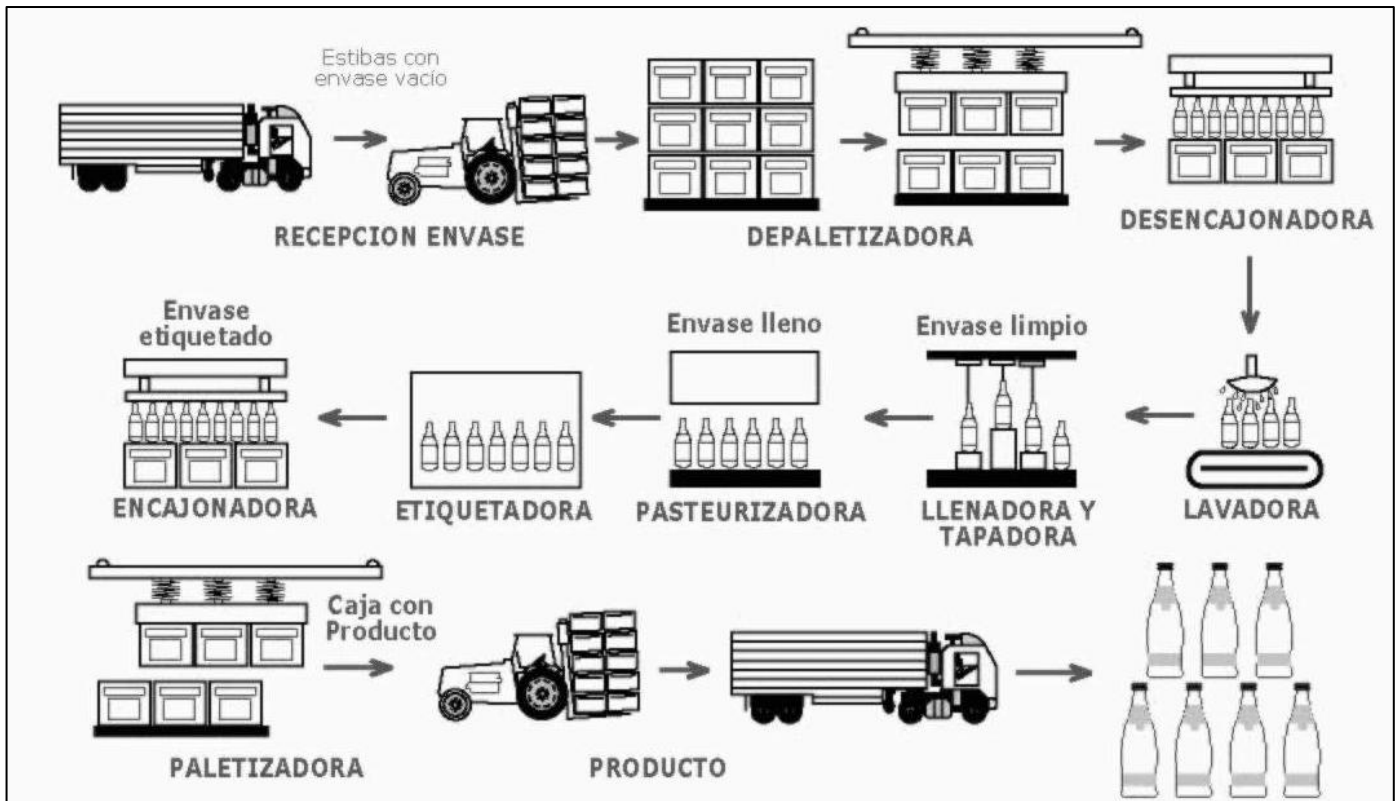 Estibas con
envase vacío
RECEPCION ENVASE
DEPALETIZADORA
DESENCAJONADORA
Envase
etiquetado
Envase lleno
Envase limpio
ENCAJONADORA
ETIQUETADORA
PASTEURIZADORA
LLENADORA Y
TAPADORA
LAVADORA
Caja con
Producto
PALETIZADORA
PRODUCTO